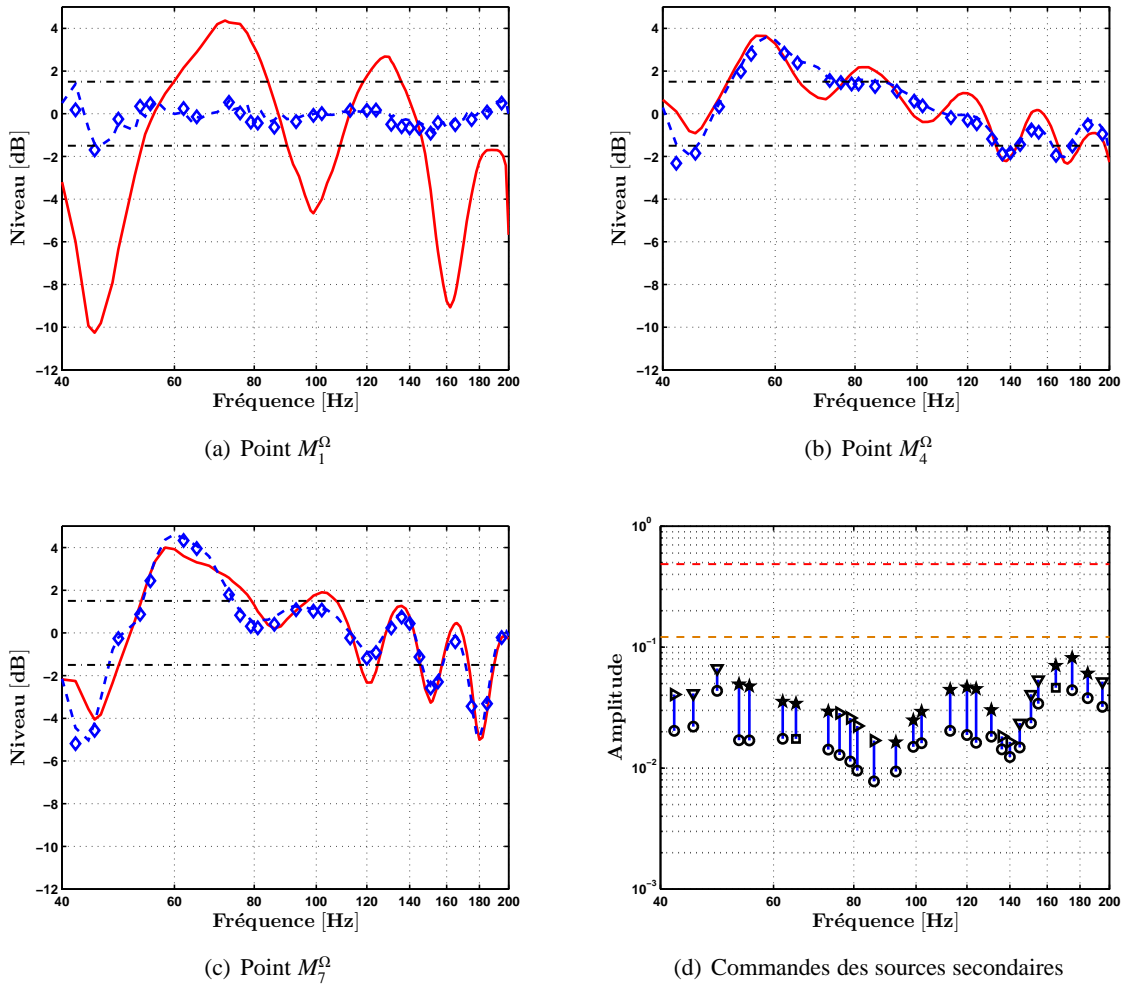 4
2
0
−2
−4
−6
−8
−10
−12
Niveau [dB]
40 60 80 100 120 140 160 180 200
Fréquence [Hz]
(a) Point M₁^Ω
4
2
0
−2
−4
−6
−8
−10
−12
Niveau [dB]
40 60 80 100 120 140 160 180 200
Fréquence [Hz]
(b) Point M₄^Ω
4
2
0
−2
−4
−6
−8
−10
−12
Niveau [dB]
40 60 80 100 120 140 160 180 200
Fréquence [Hz]
(c) Point M₇^Ω
10⁰
10⁻¹
10⁻²
10⁻³
Amplitude
40 60 80 100 120 140 160 180 200
Fréquence [Hz]
(d) Commandes des sources secondaires